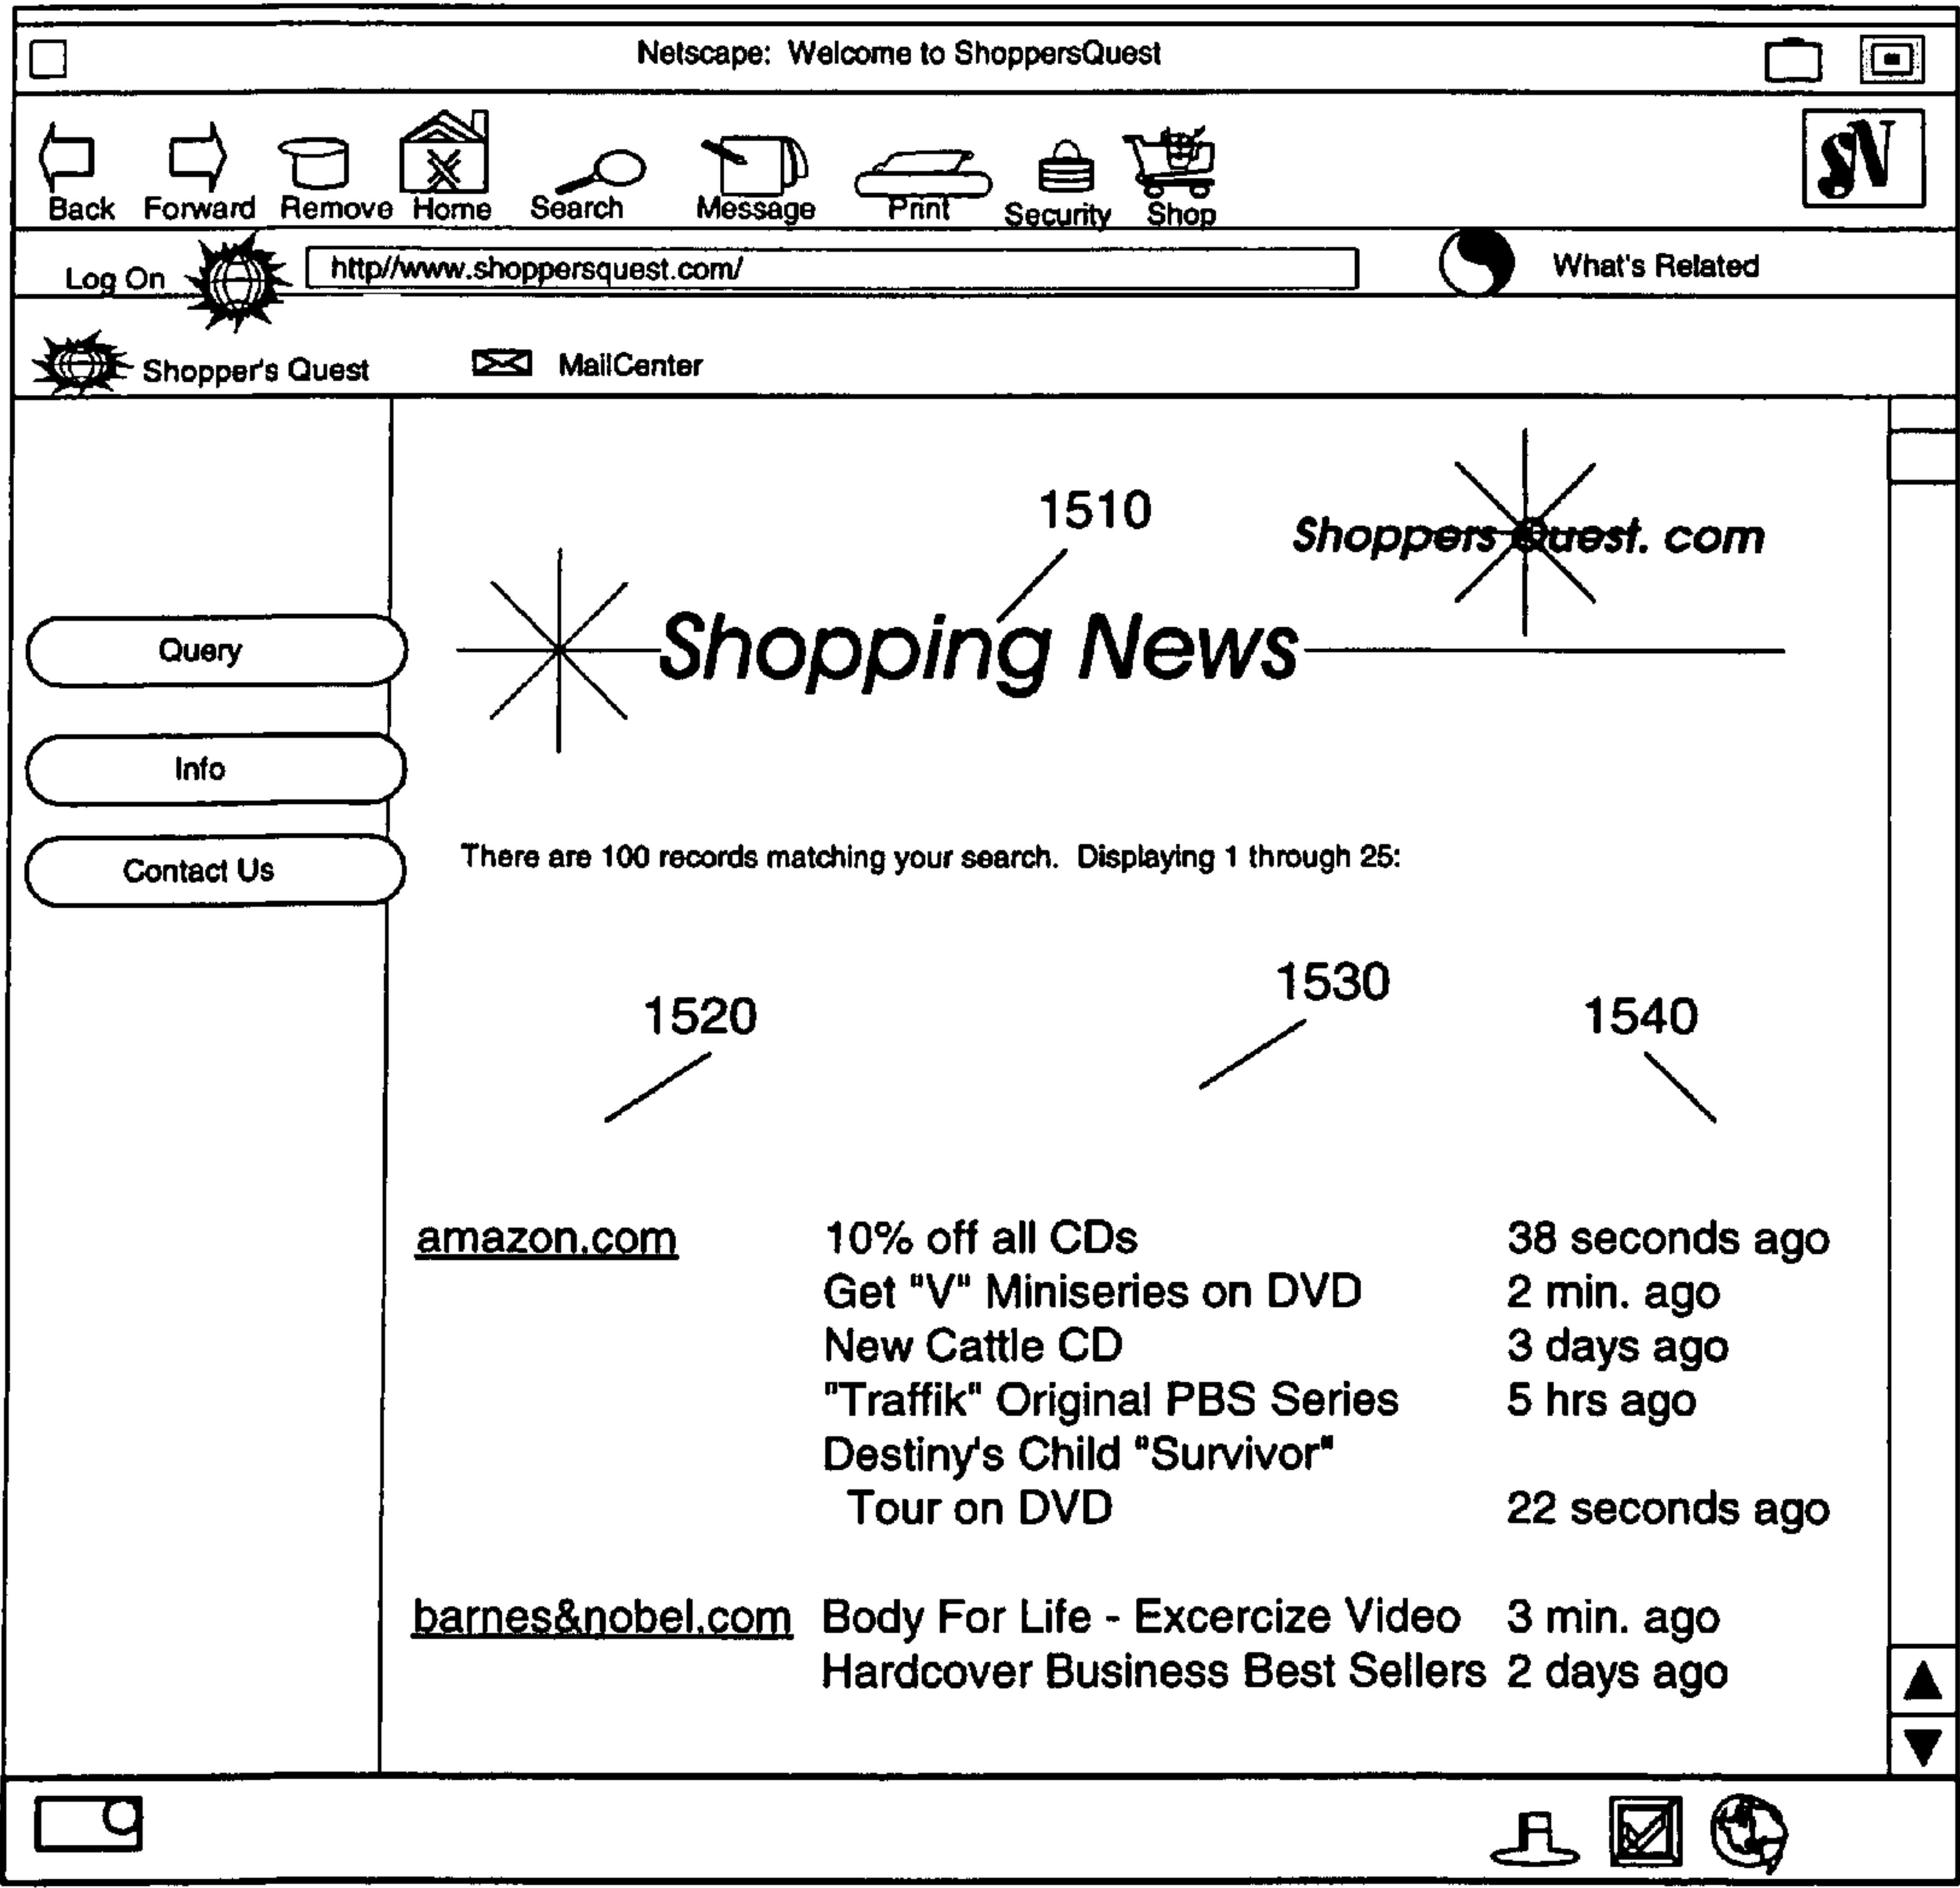 Netscape: Welcome to ShoppersQuest
Back Forward Remove Home Search Message Print Security Shop
N
Log On http//www.shoppersquest.com/ What's Related
Shopper's Quest MailCenter
1510
Shoppers Quest. com
Shopping News
Query
Info
Contact Us
There are 100 records matching your search. Displaying 1 through 25:
1530
1520 1540
amazon.com 10% off all CDs 38 seconds ago
Get "V" Miniseries on DVD 2 min. ago
New Cattle CD 3 days ago
"Traffik" Original PBS Series 5 hrs ago
Destiny's Child "Survivor"
Tour on DVD 22 seconds ago
barnes&nobel.com Body For Life - Excercize Video 3 min. ago
Hardcover Business Best Sellers 2 days ago